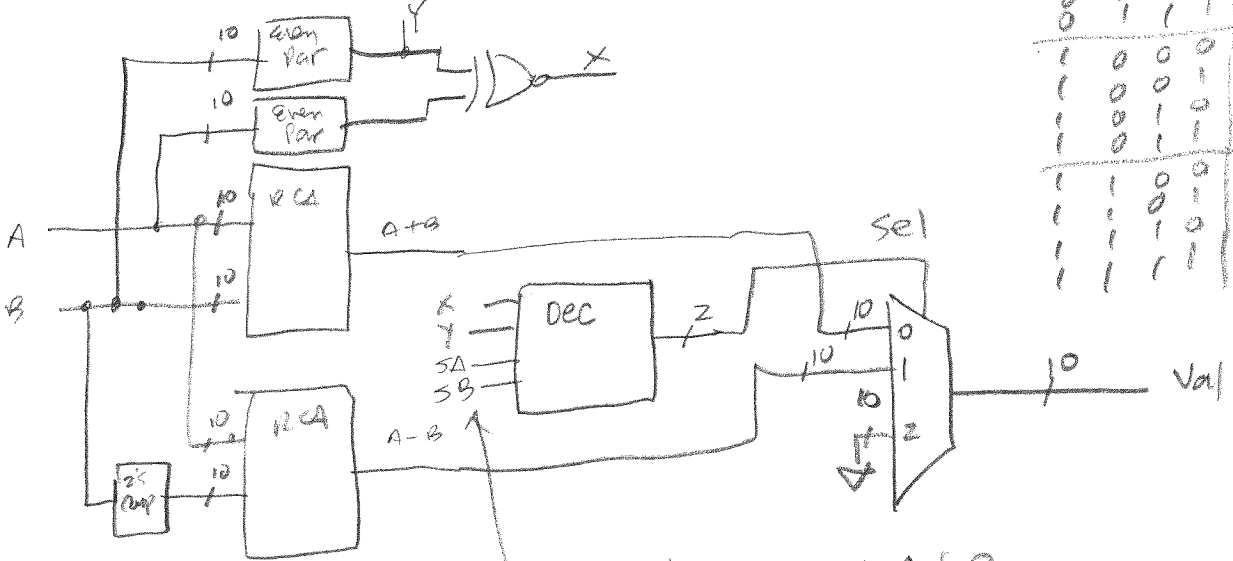 Y
10
Even
Par
X
10
Even
Par
A
10
RCA
A+B
B
10
Sel
X
Y
SA
SB
DEC
2
10
0
10
1
10
2
10
Val
10
RCA
A-B
10
2's
Comp
0 1 1 1
1 0 0 0
1 0 0 1
1 0 1 0
1 0 1 1
1 1 0 0
1 1 0 1
1 1 1 0
1 1 1 1